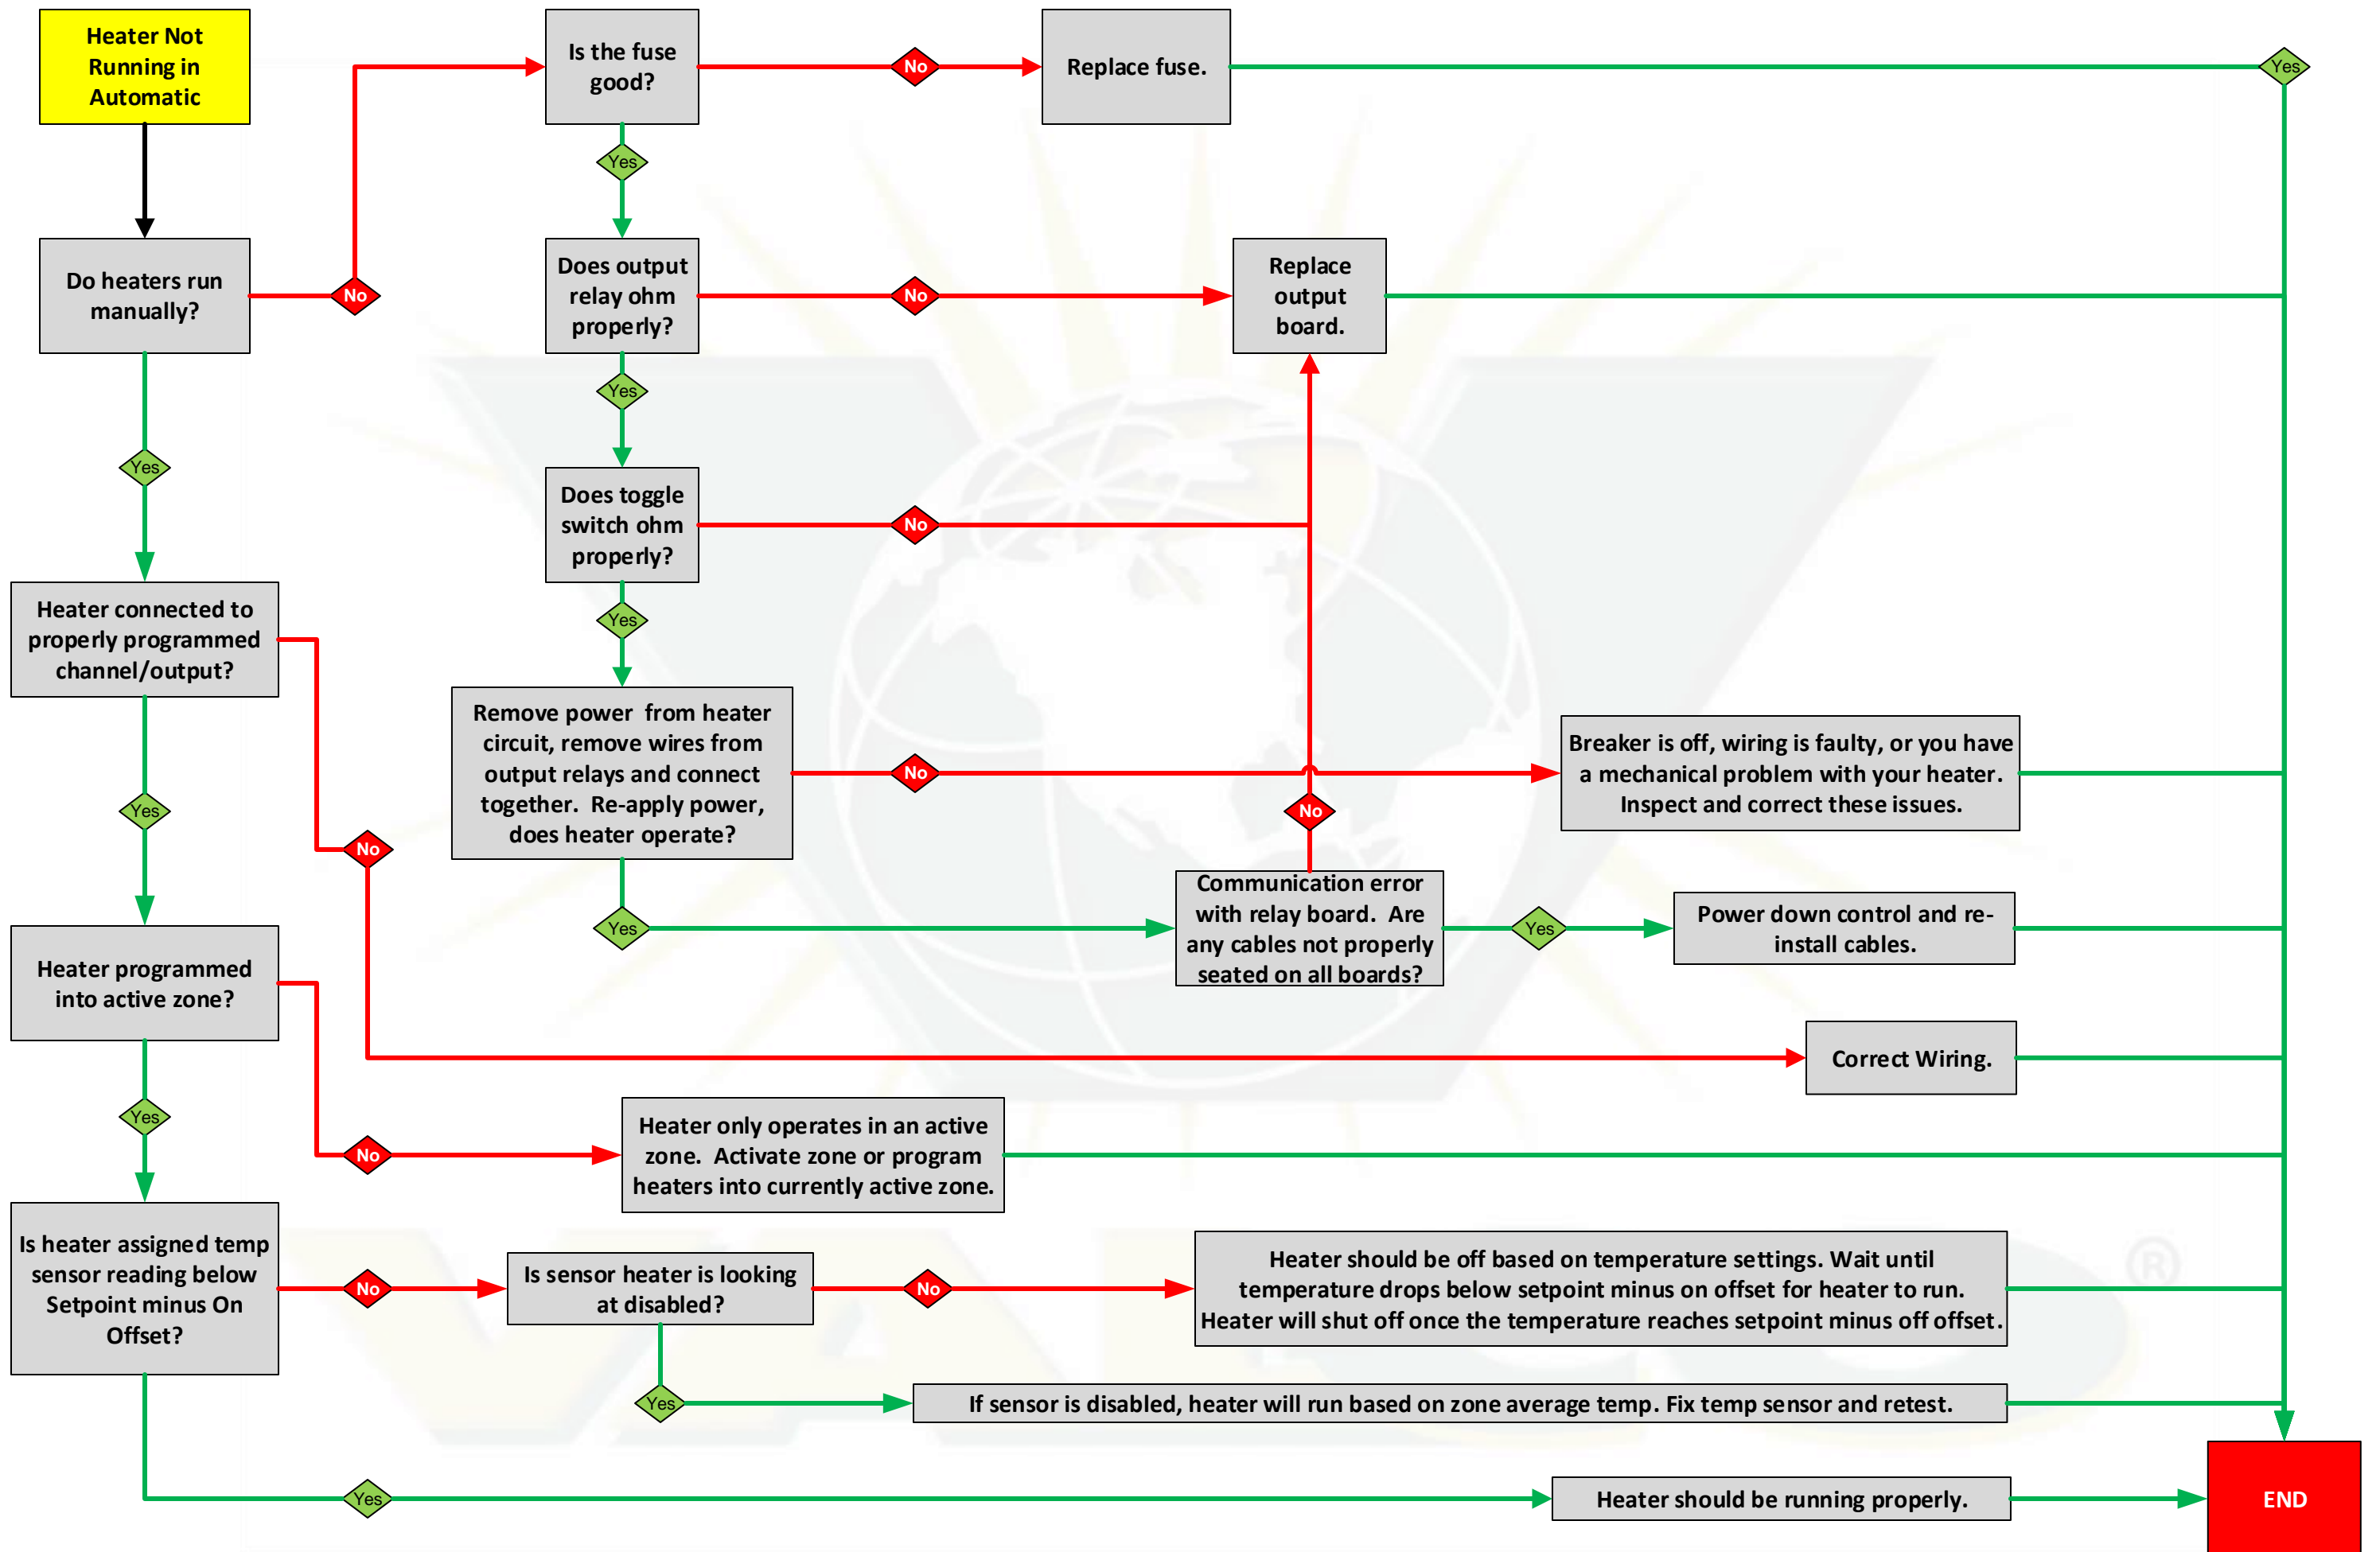 Heater Not
Running in
Automatic
Is the fuse
good?
No
Replace fuse.
Yes
Yes
Do heaters run
manually?
No
Does output
relay ohm
properly?
No
Replace
output
board.
Yes
Yes
Does toggle
switch ohm
properly?
No
Yes
Heater connected to
properly programmed
channel/output?
Remove power  from heater
circuit, remove wires from
output relays and connect
together.  Re-apply power,
does heater operate?
No
Breaker is off, wiring is faulty, or you have
a mechanical problem with your heater.
Inspect and correct these issues.
Yes
No
No
Yes
Communication error
with relay board.  Are
any cables not properly
seated on all boards?
Yes
Power down control and re-
install cables.
Heater programmed
into active zone?
Correct Wiring.
Yes
No
Heater only operates in an active
zone.  Activate zone or program
heaters into currently active zone.
Is heater assigned temp
sensor reading below
Setpoint minus On
Offset?
No
Is sensor heater is looking
at disabled?
No
Heater should be off based on temperature settings. Wait until
temperature drops below setpoint minus on offset for heater to run.
Heater will shut off once the temperature reaches setpoint minus off offset.
Yes
If sensor is disabled, heater will run based on zone average temp. Fix temp sensor and retest.
Yes
Heater should be running properly.
END
VALCO
®